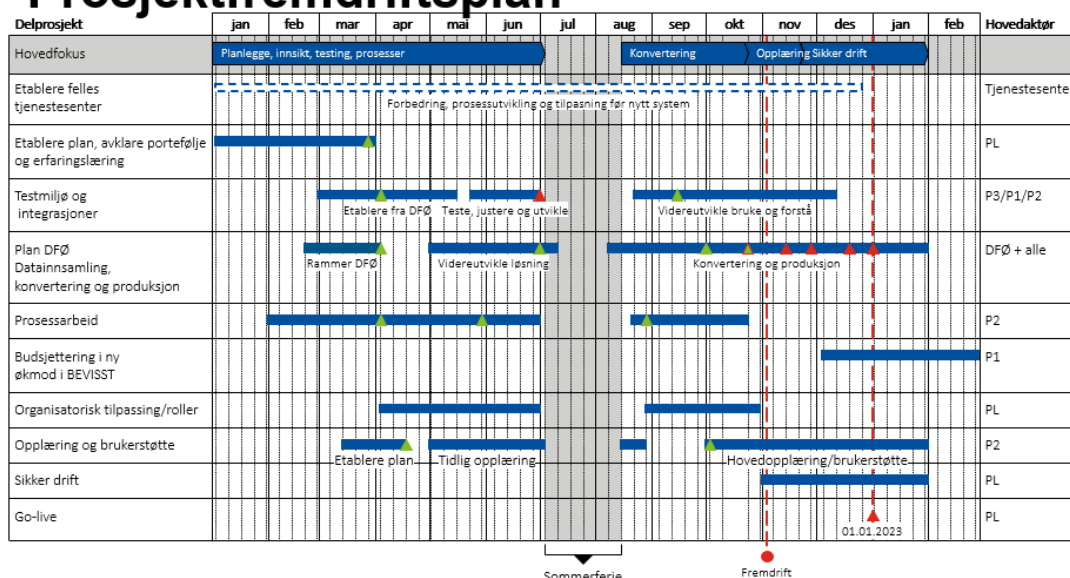 Prosjektfremdriftsplan
Delprosjekt jan feb mar apr mai jun jul aug sep okt nov des jan feb Hovedaktør
Hovedfokus Planlegge, innsikt, testing, prosesser Konvertering Opplæring Sikker drift
Etablere felles
tjenestesenter
Forbedring, prosessutvikling og tilpasning før nytt system
Tjenestesente
Etablere plan, avklare portefølje
og erfaringslæring
PL
Testmiljø og
integrasjoner
Etablere fra DFØ Teste, justere og utvikle Videreutvikle bruke og forstå
P3/P1/P2
Plan DFØ
Datainnsamling,
konvertering og produksjon
Rammer DFØ Videreutvikle løsning Konvertering og produksjon
DFØ + alle
Prosessarbeid P2
Budsjettering i ny
økmod i BEVISST
P1
Organisatorisk tilpassing/roller PL
Opplæring og brukerstøtte P2
Etablere plan Tidlig opplæring Hovedopplæring/brukerstøtte
Sikker drift PL
Go-live PL
01.01.2023
Sommerferie
Fremdrift